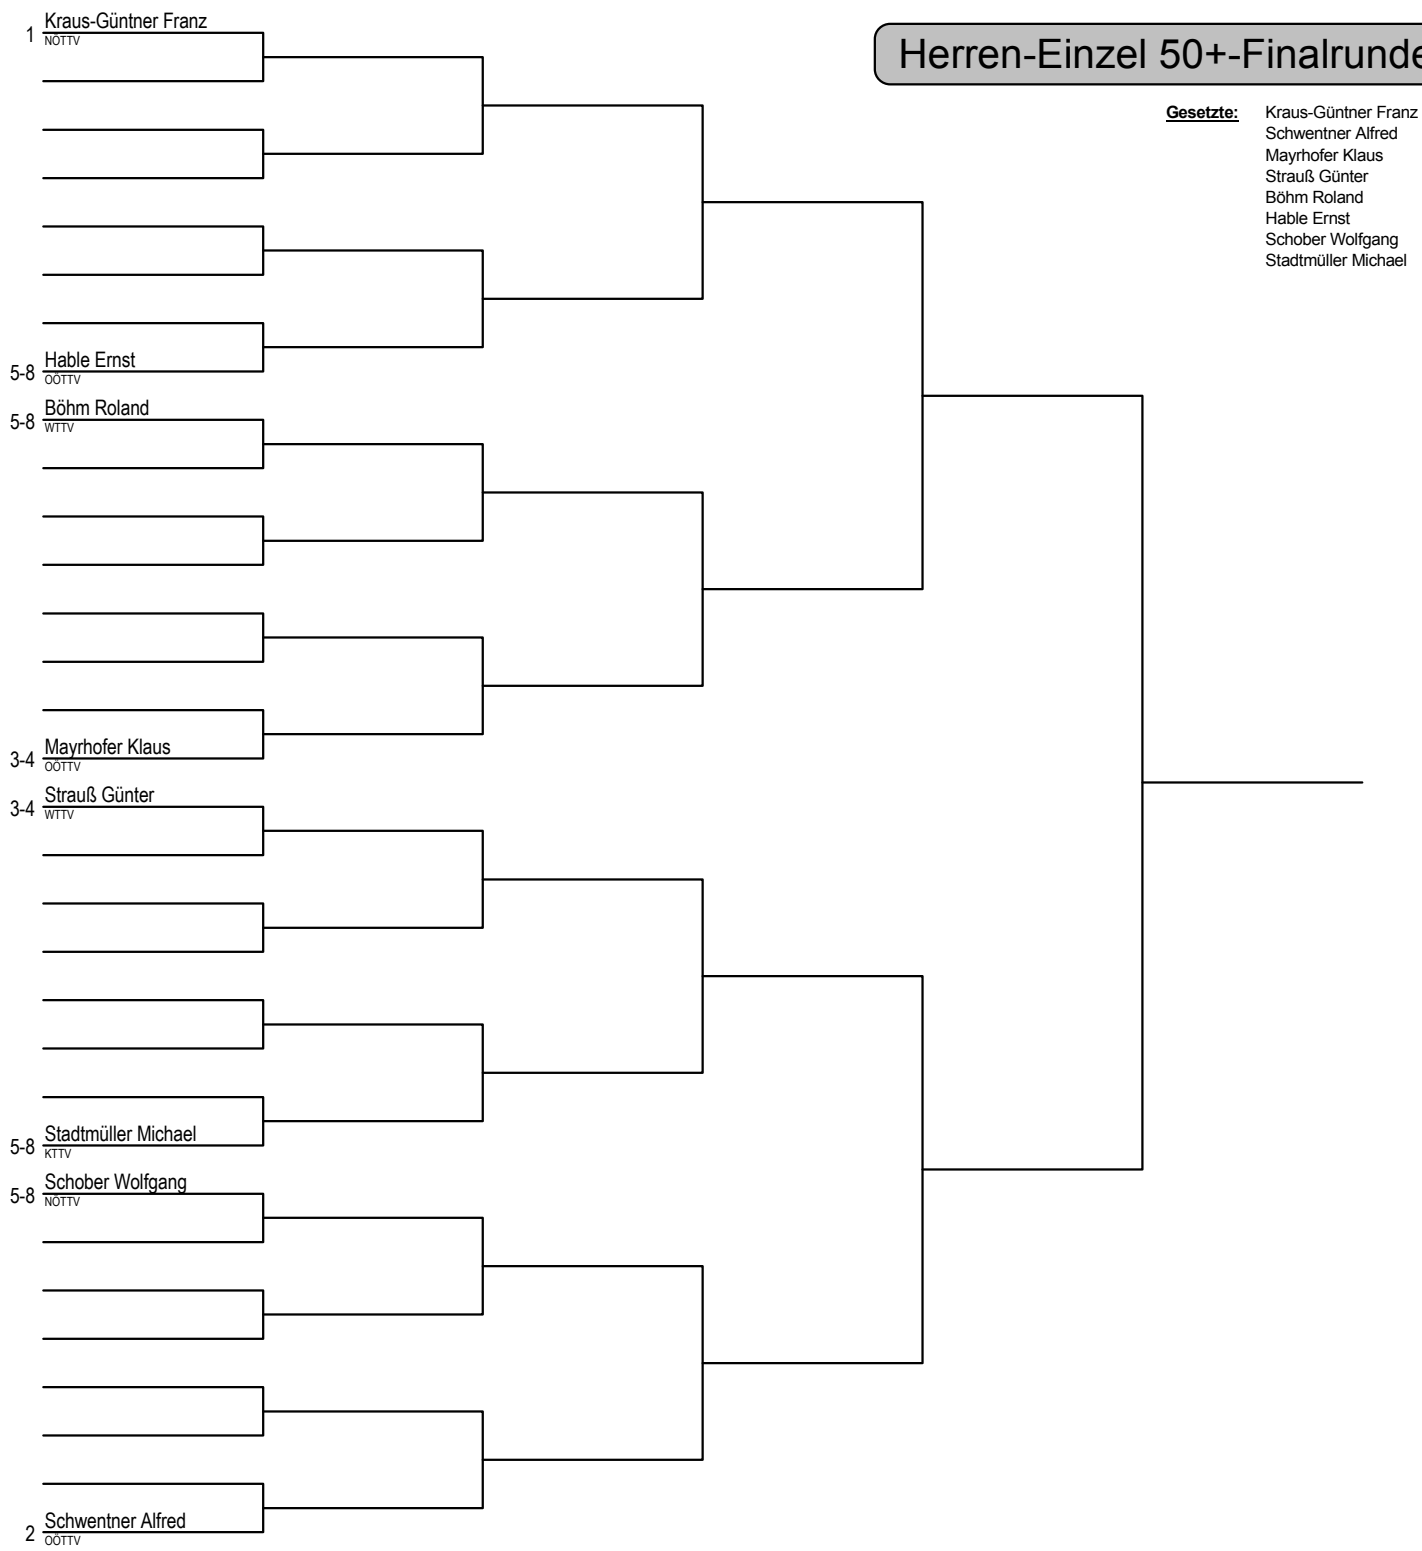 Herren-Einzel 50+-Finalrunde
Gesetzte: Kraus-Güntner Franz
Schwentner Alfred
Mayrhofer Klaus
Strauß Günter
Böhm Roland
Hable Ernst
Schober Wolfgang
Stadtmüller Michael
1 Kraus-Güntner Franz
NÖTTV
5-8 Hable Ernst
OÖTTV
5-8 Böhm Roland
WTTV
3-4 Mayrhofer Klaus
OÖTTV
3-4 Strauß Günter
WTTV
5-8 Stadtmüller Michael
KTTV
5-8 Schober Wolfgang
NÖTTV
2 Schwentner Alfred
OÖTTV